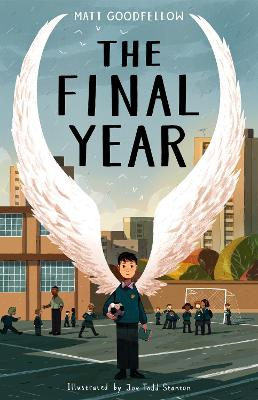 MATT GOODFELLOW
THE
FINAL
YEAR
Illustrated by Joe Todd Stanton